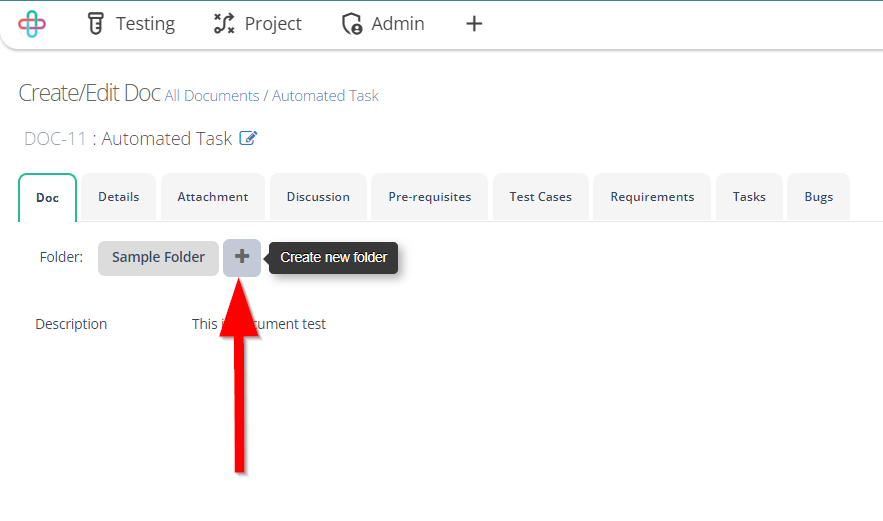 Testing Project Admin
Create/Edit Doc All Documents / Automated Task
DOC-11 : Automated Task
Doc Details Attachment Discussion Pre-requisites Test Cases Requirements Tasks Bugs
Folder: Sample Folder + Create new folder
Description This i cument test